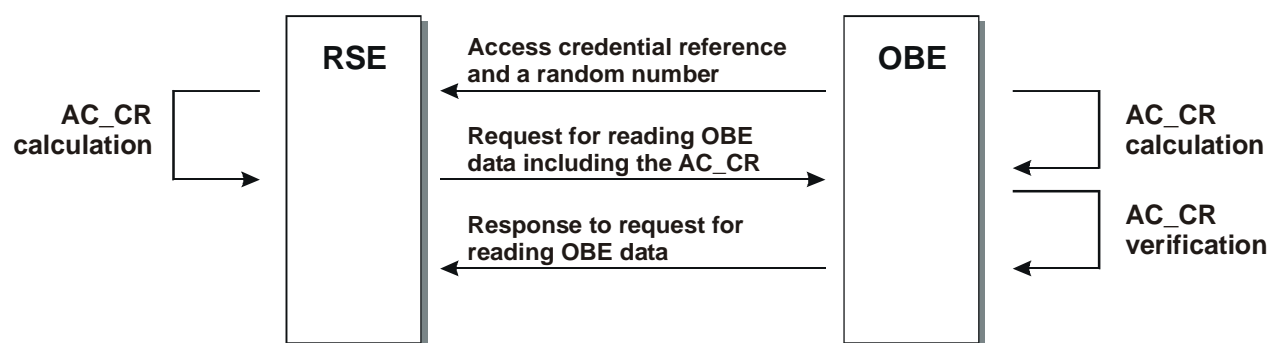 RSE
OBE
Access credential reference
and a random number
AC_CR
calculation
Request for reading OBE
data including the AC_CR
AC_CR
calculation
Response to request for
reading OBE data
AC_CR
verification